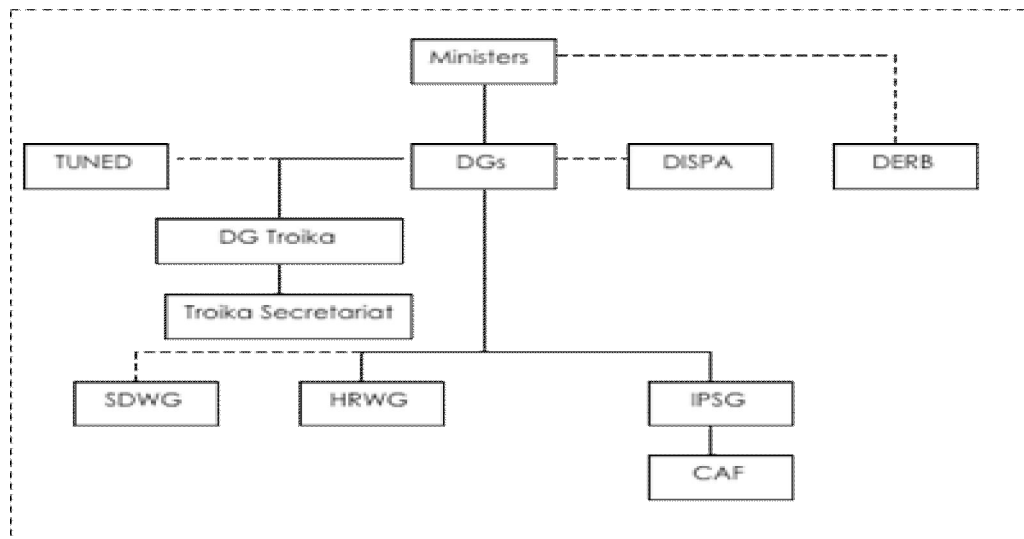 Ministers
TUNED
DGs
DISPA
DERB
DG Troika
Troika Secretariat
SDWG
HRWG
IPSG
CAF